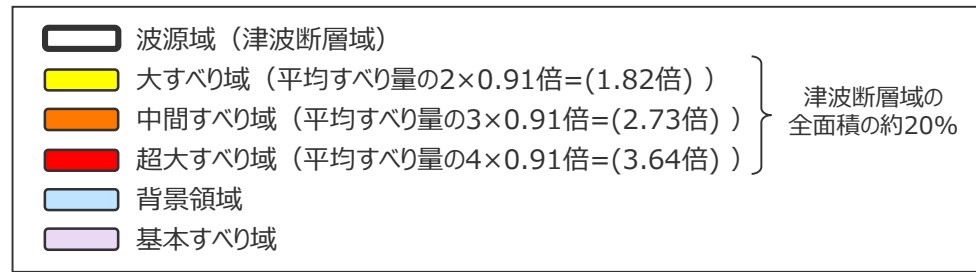 波源域（津波断層域）
大すべり域（平均すべり量の2×0.91倍=(1.82倍) ）
中間すべり域（平均すべり量の3×0.91倍=(2.73倍) ）
超大すべり域（平均すべり量の4×0.91倍=(3.64倍) ）
津波断層域の
全面積の約20%
背景領域
基本すべり域